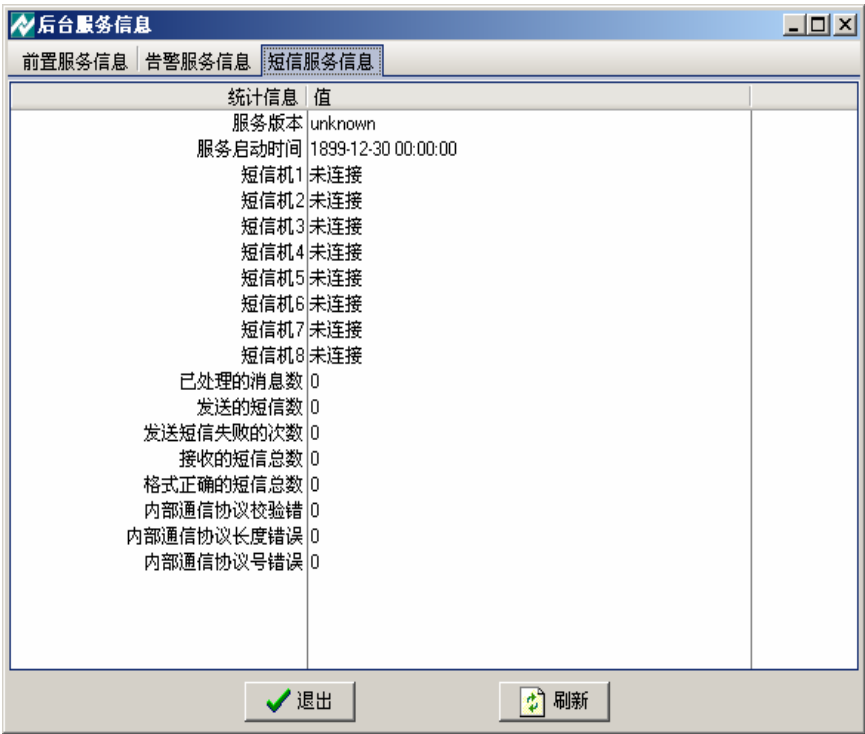 后台服务信息
前置服务信息 告警服务信息 短信服务信息
统计信息 值
服务版本 unknown
服务启动时间 1899-12-30 00:00:00
短信机1 未连接
短信机2 未连接
短信机3 未连接
短信机4 未连接
短信机5 未连接
短信机6 未连接
短信机7 未连接
短信机8 未连接
已处理的消息数 0
发送的短信数 0
发送短信失败的次数 0
接收的短信总数 0
格式正确的短信总数 0
内部通信协议校验错 0
内部通信协议长度错误 0
内部通信协议号错误 0
退出 刷新